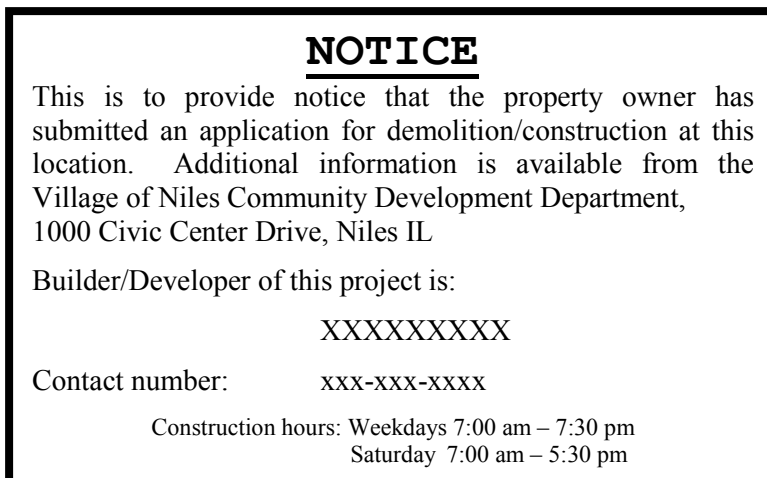 NOTICE
This is to provide notice that the property owner has
submitted an application for demolition/construction at this
location. Additional information is available from the
Village of Niles Community Development Department,
1000 Civic Center Drive, Niles IL
Builder/Developer of this project is:
XXXXXXXXX
Contact number: xxx-xxx-xxxx
Construction hours: Weekdays 7:00 am – 7:30 pm
Saturday 7:00 am – 5:30 pm